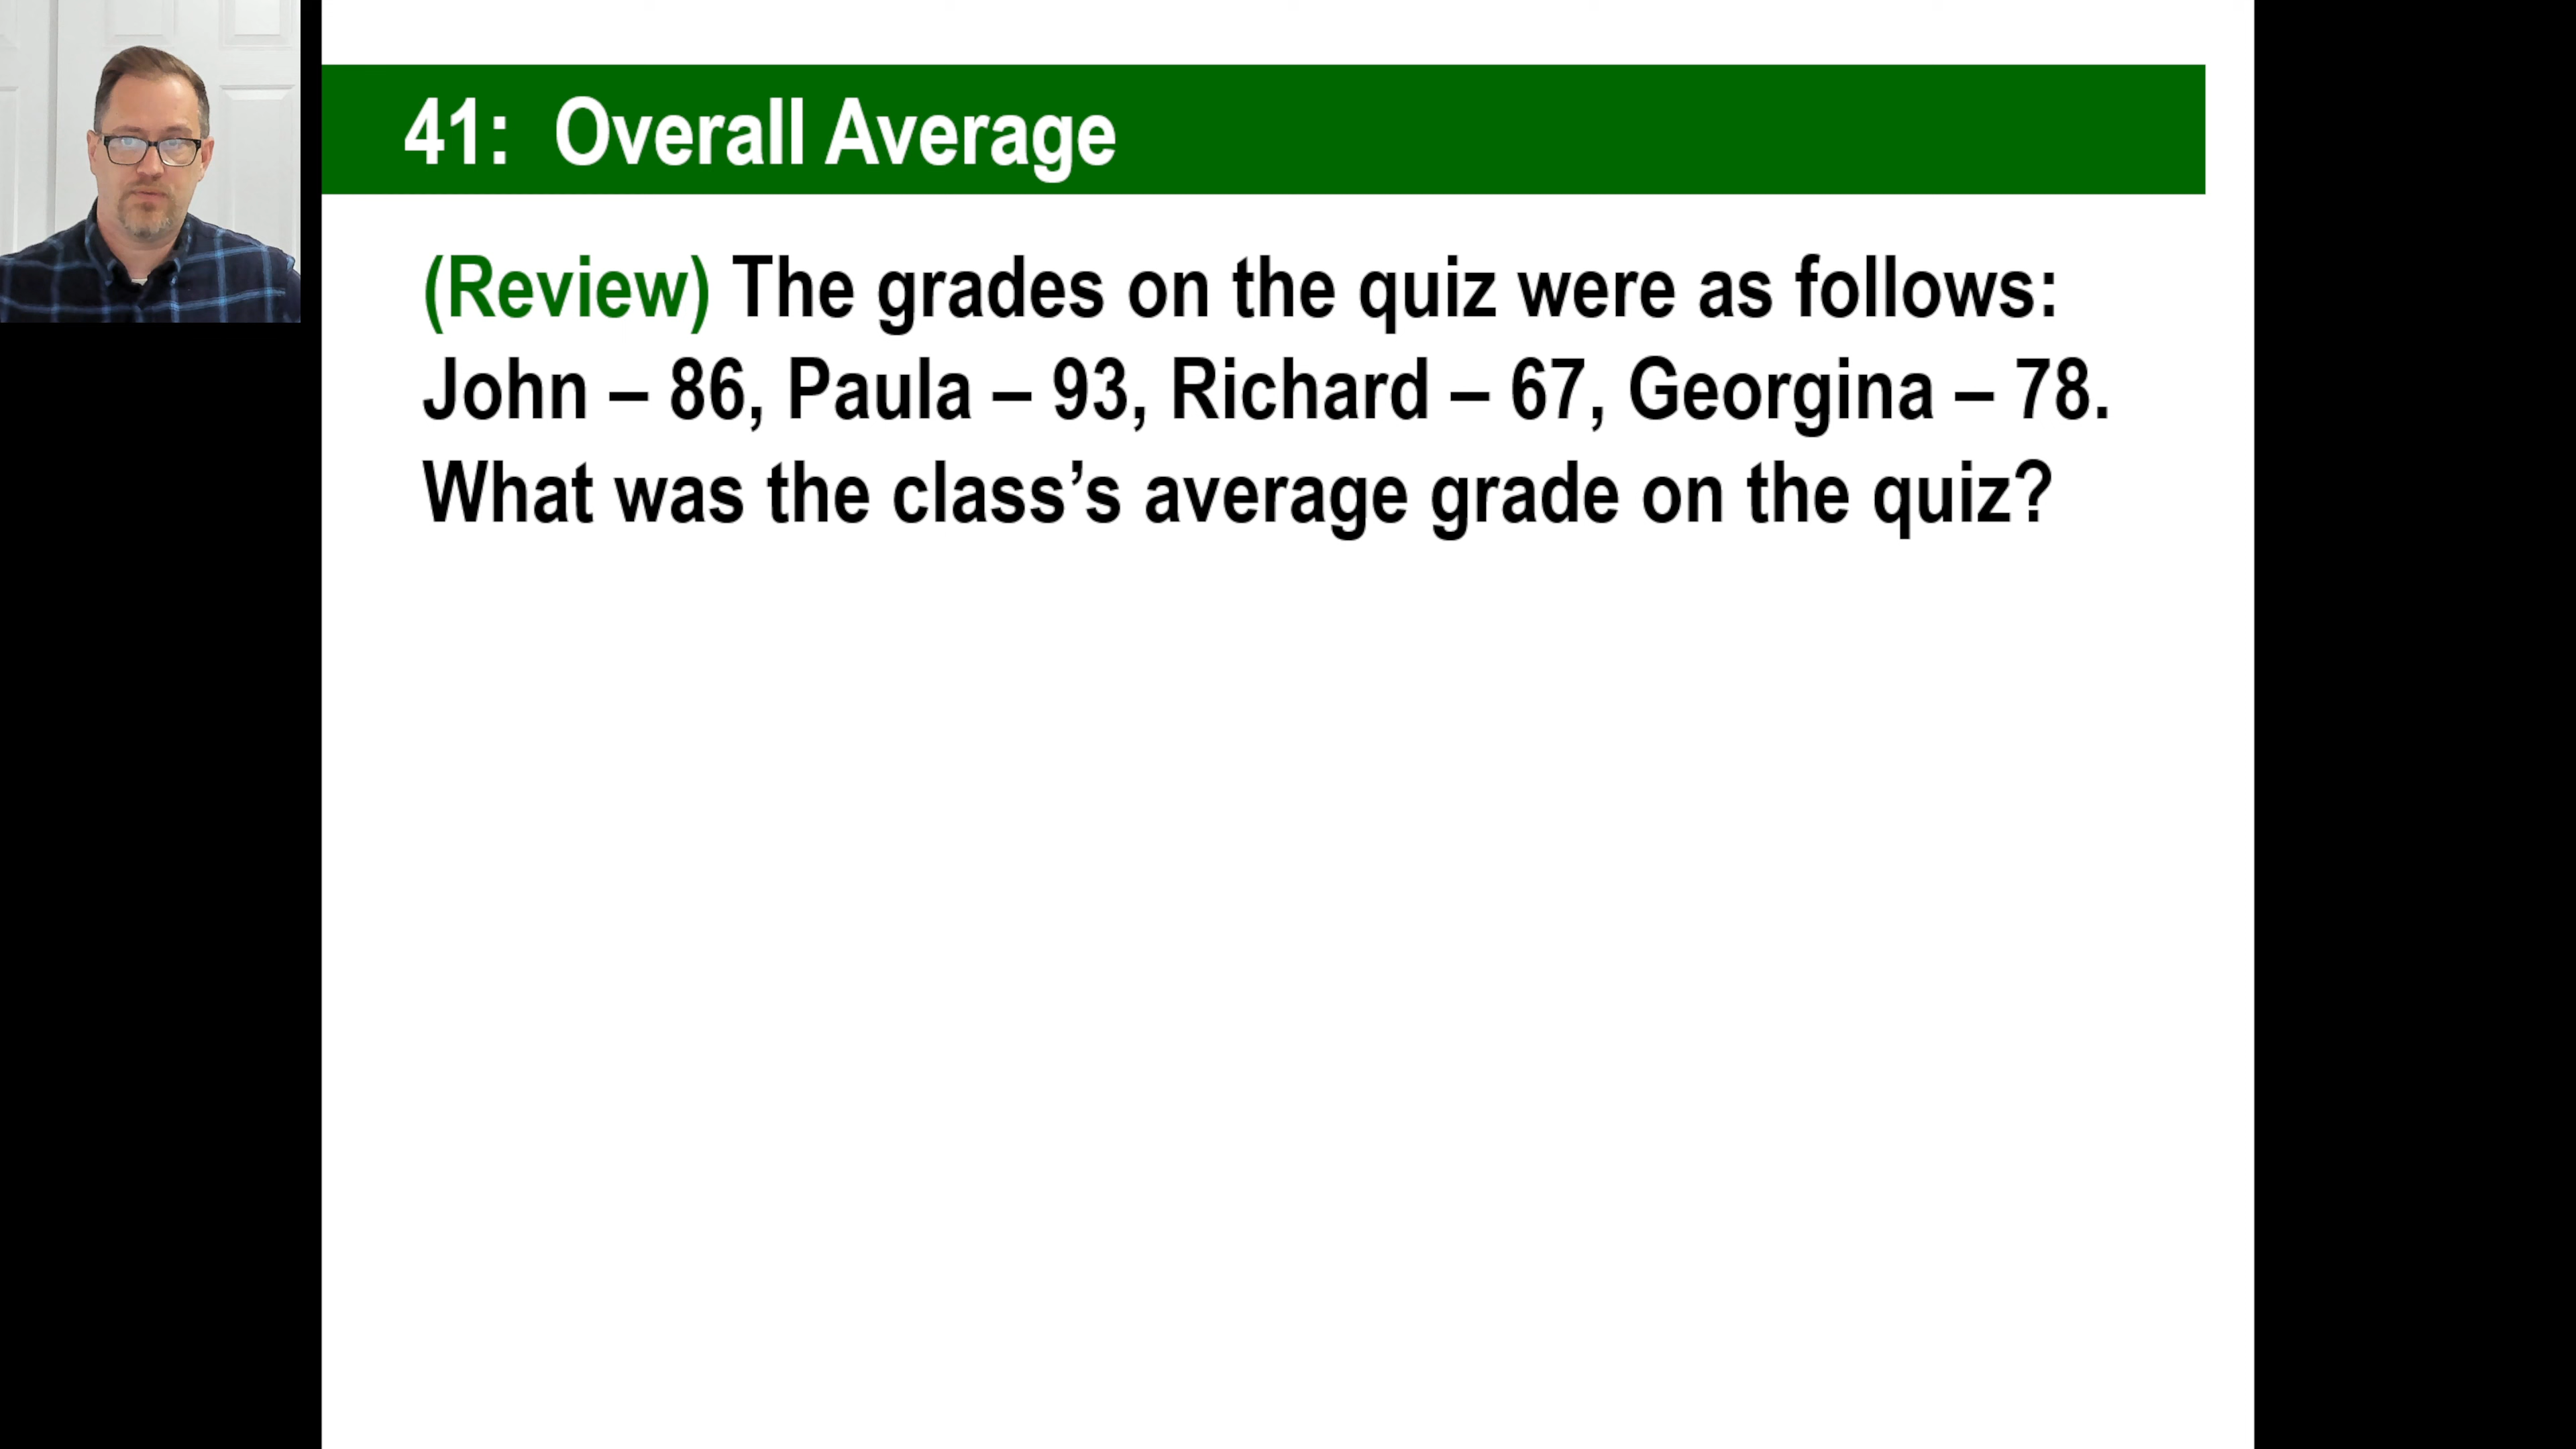 41: Overall Average
(Review) The grades on the quiz were as follows:
John – 86, Paula – 93, Richard – 67, Georgina – 78.
What was the class’s average grade on the quiz?